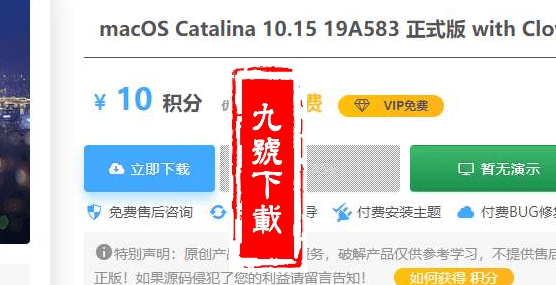 macOS Catalina 10.15 19A583 正式版 with Clov
¥ 10 积分 费 VIP免费
立即下载 暂无演示
免费售后咨询 导 付费安装主题 付费BUG修
特别声明：原创产 服务，破解产品仅供参考学习，不提供售后
正版！如果源码侵犯了您的利益请留言告知！ 如何获得 积分
九號下載